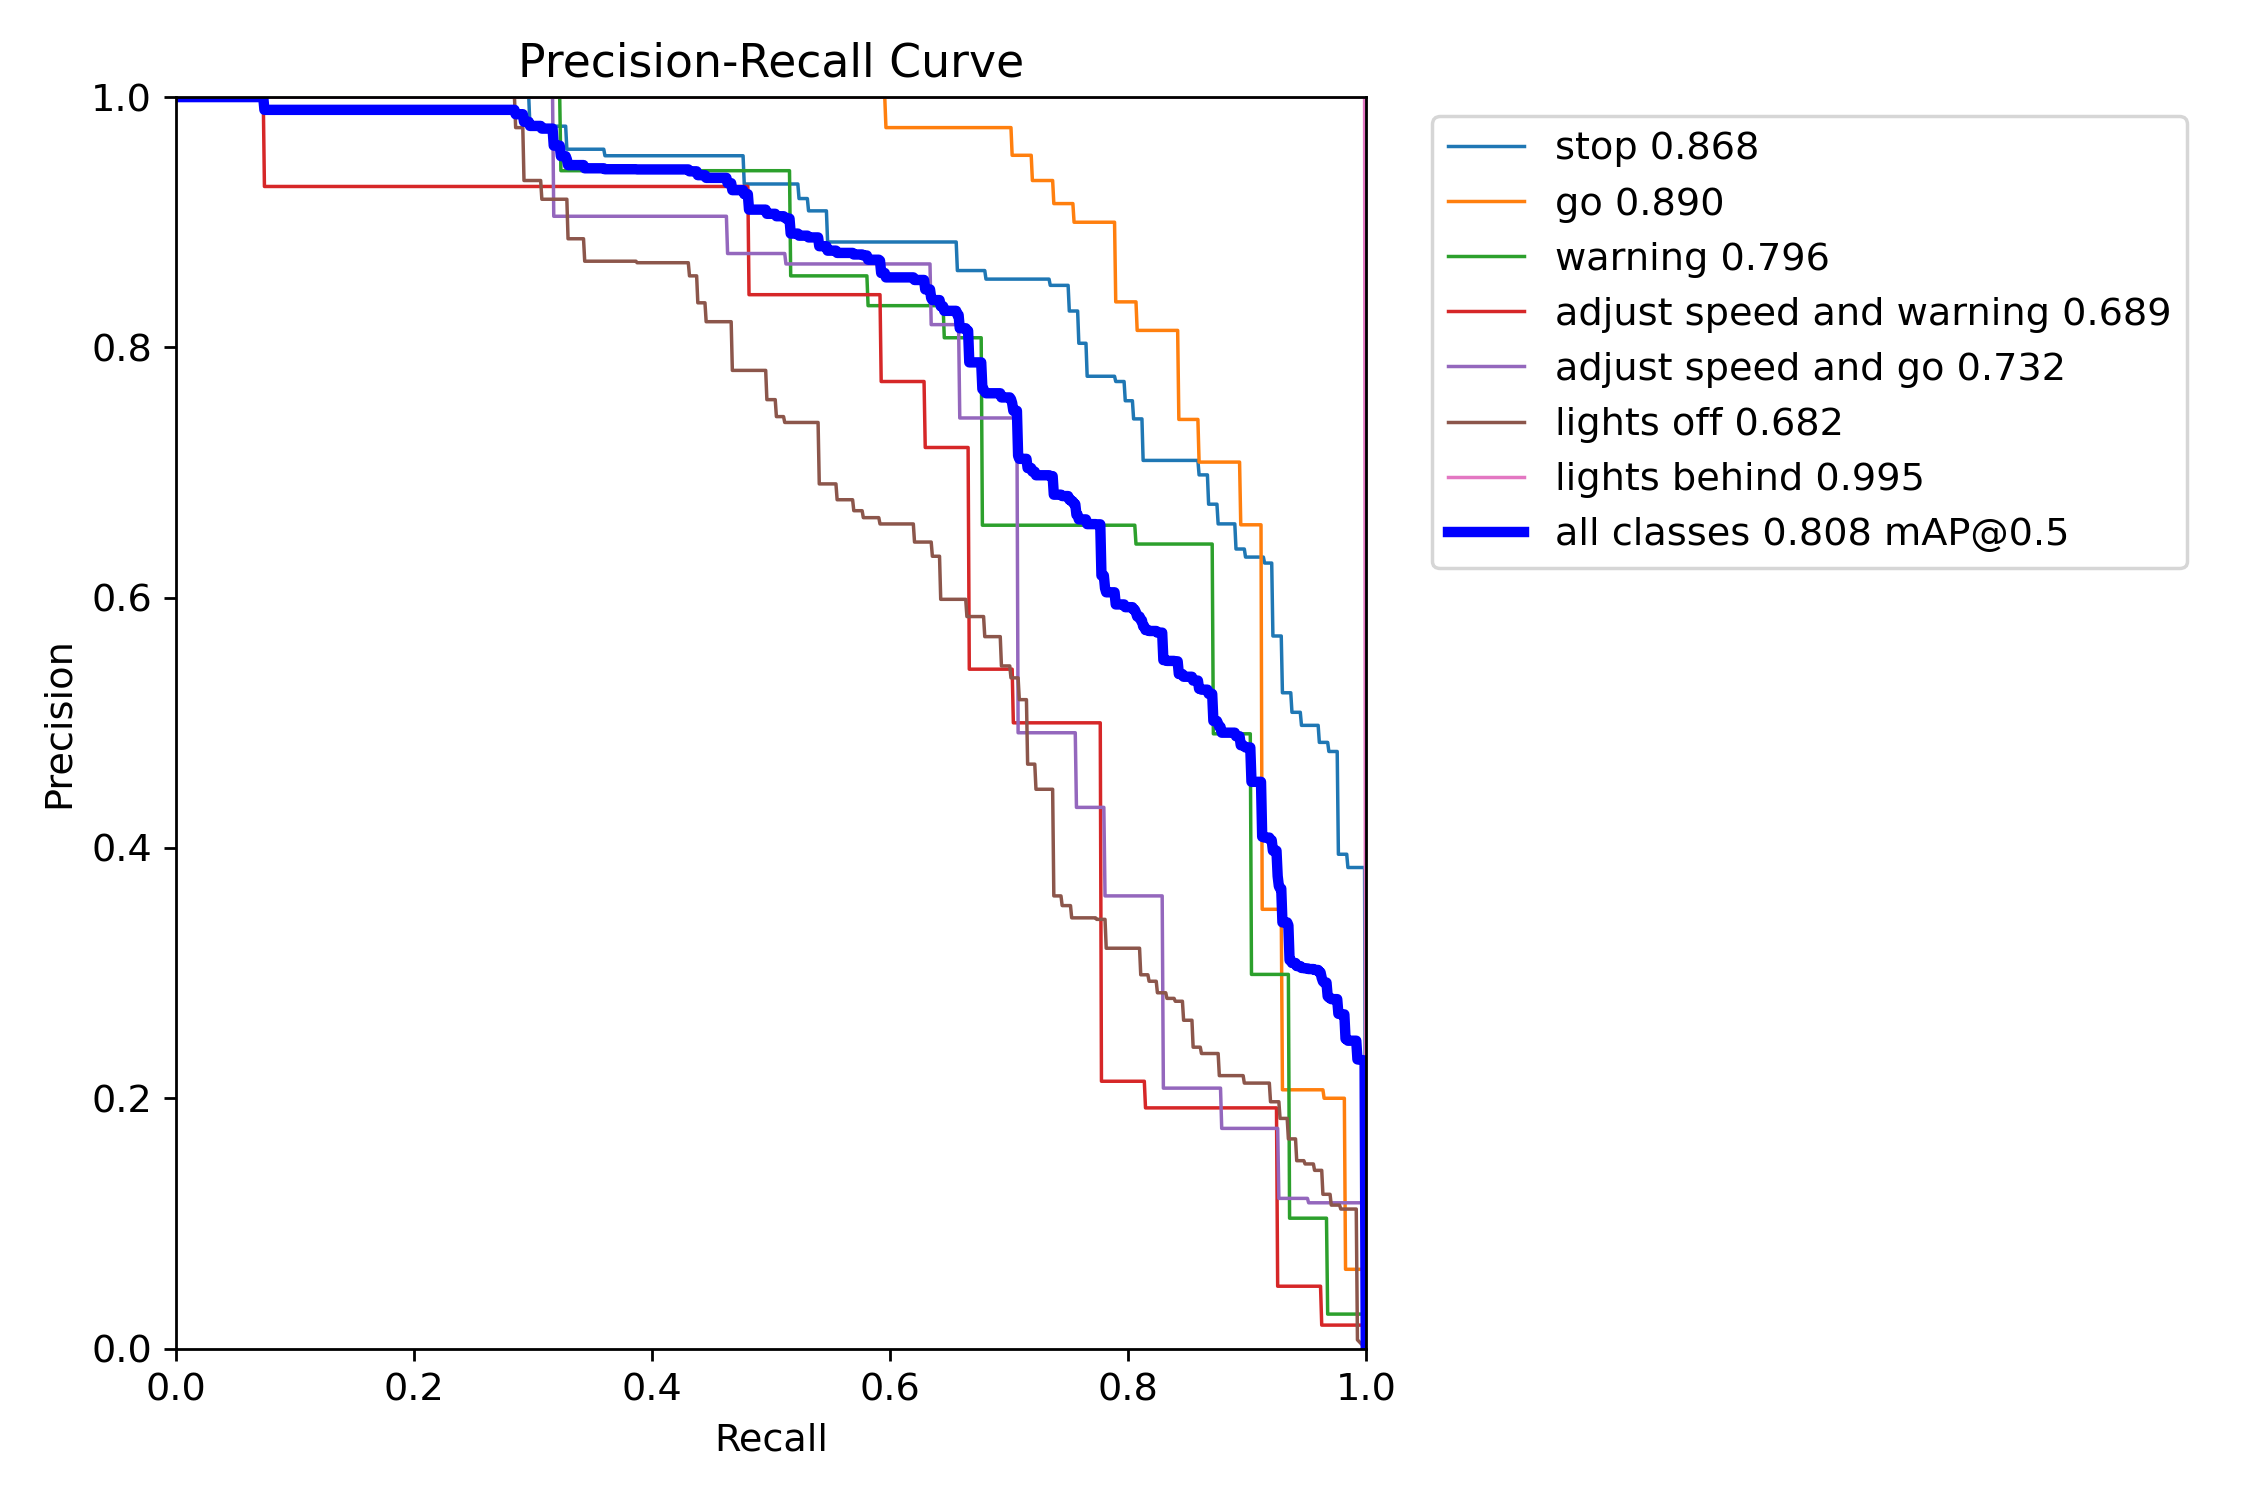 Precision-Recall Curve
1.0
0.8
0.6
0.4
0.2
0.0
Precision
0.0 0.2 0.4 0.6 0.8 1.0
Recall
stop 0.868
go 0.890
warning 0.796
adjust speed and warning 0.689
adjust speed and go 0.732
lights off 0.682
lights behind 0.995
all classes 0.808 mAP@0.5